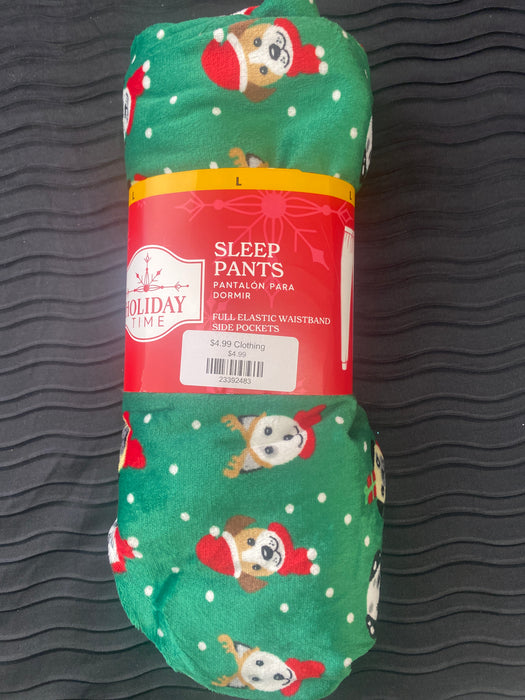 L L L
SLEEP
PANTS
PANTALÓN PARA
DORMIR
HOLIDAY
TIME
FULL ELASTIC WAISTBAND
SIDE POCKETS
$4.99 Clothing
$4.99
23392483